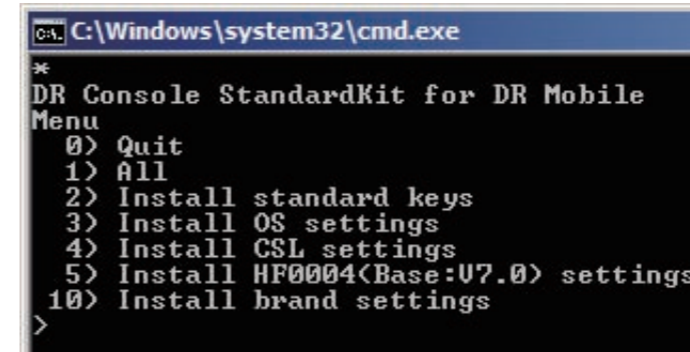 C:\Windows\system32\cmd.exe
*
DR Console StandardKit for DR Mobile
Menu
0) Quit
1) All
2) Install standard keys
3) Install OS settings
4) Install CSL settings
5) Install HF0004(Base:V7.0) settings
10) Install brand settings
>